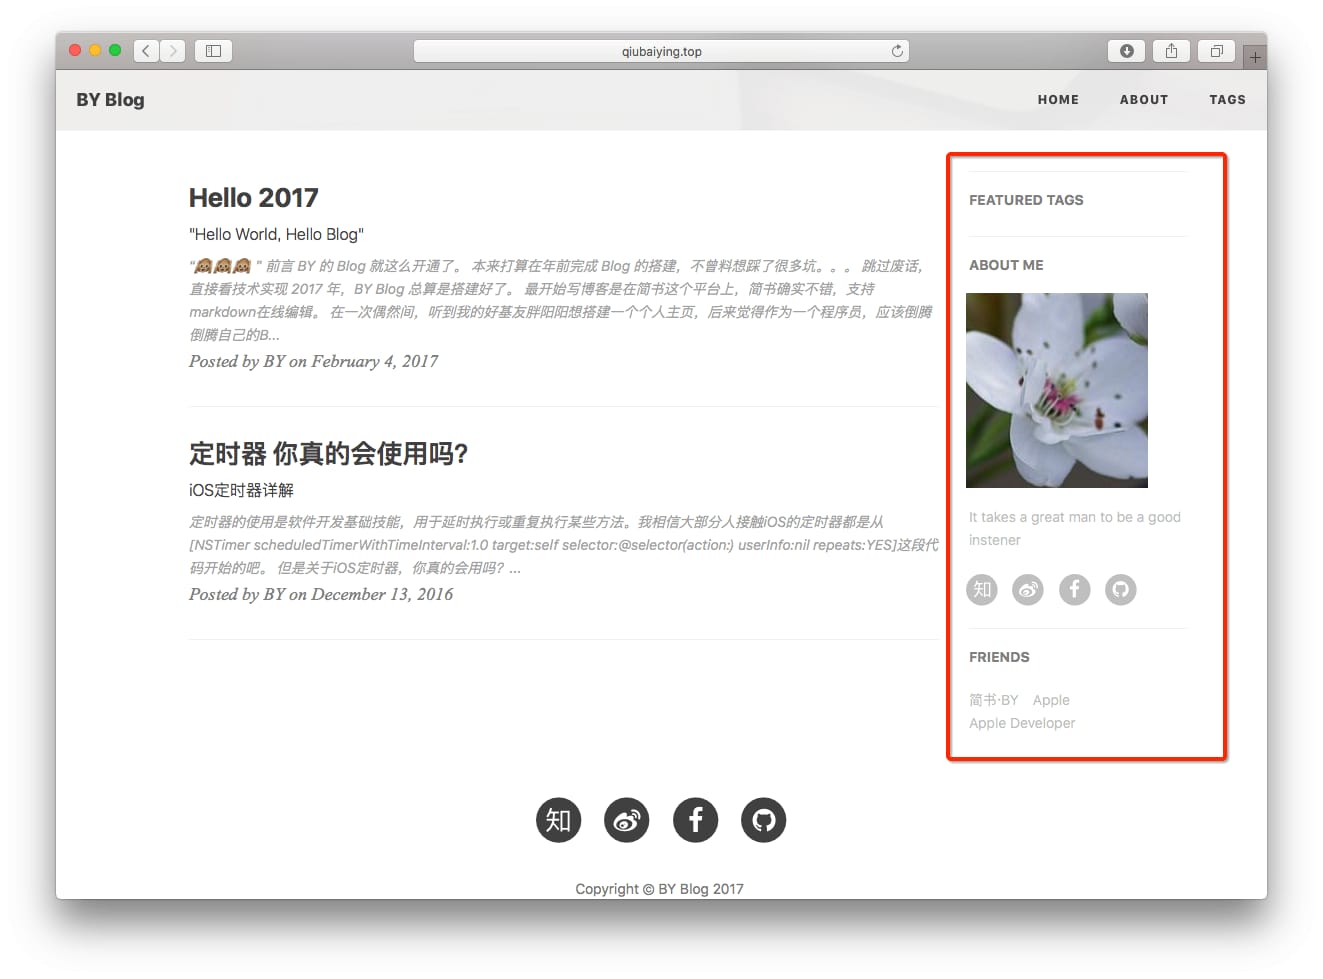 qiubaiying.top
BY Blog
HOME ABOUT TAGS
Hello 2017
"Hello World, Hello Blog"
“🙈🙈🙈 ” 前言 BY 的 Blog 就这么开通了。 本来打算在年前完成 Blog 的搭建，不曾料想踩了很多坑。。。 跳过废话，
直接看技术实现 2017 年，BY Blog 总算是搭建好了。 最开始写博客是在简书这个平台上，简书确实不错，支持
markdown在线编辑。 在一次偶然间，听到我的好基友胖阳阳想搭建一个个人主页，后来觉得作为一个程序员，应该倒腾
倒腾自己的B...
Posted by BY on February 4, 2017
定时器 你真的会使用吗?
iOS定时器详解
定时器的使用是软件开发基础技能，用于延时执行或重复执行某些方法。我相信大部分人接触iOS的定时器都是从
[NSTimer scheduledTimerWithTimeInterval:1.0 target:self selector:@selector(action:) userInfo:nil repeats:YES]这段代
码开始的吧。 但是关于iOS定时器，你真的会用吗？...
Posted by BY on December 13, 2016
FEATURED TAGS
ABOUT ME
It takes a great man to be a good
instener
知
FRIENDS
简书·BY Apple
Apple Developer
知
Copyright © BY Blog 2017